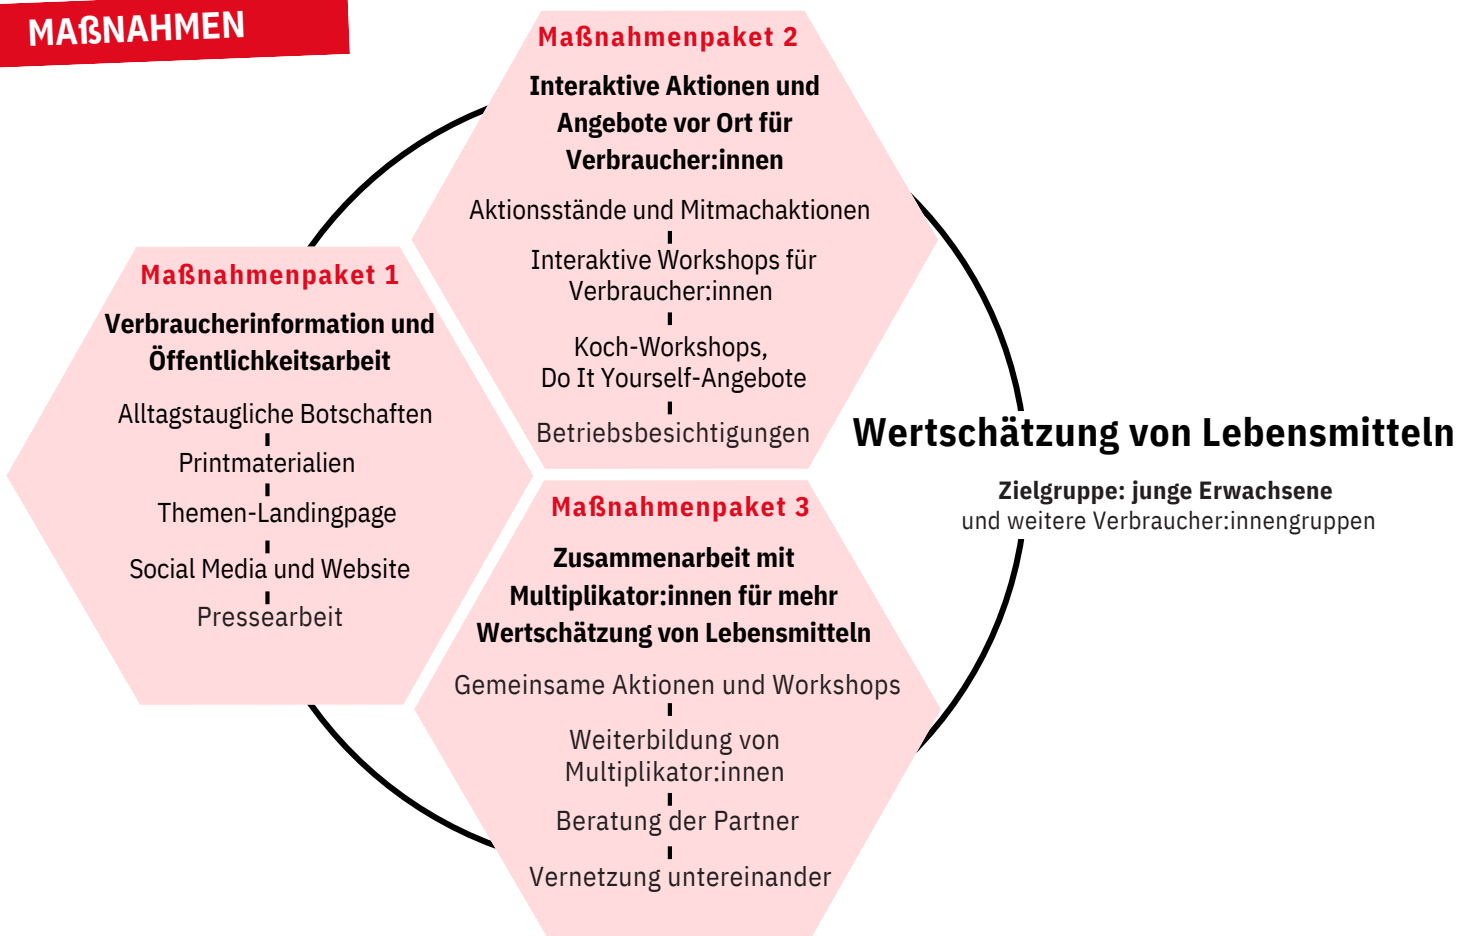 MAẞNAHMEN
Maßnahmenpaket 1
Verbraucherinformation und
Öffentlichkeitsarbeit
Alltagstaugliche Botschaften
Printmaterialien
Themen-Landingpage
Social Media und Website
Pressearbeit
Maßnahmenpaket 2
Interaktive Aktionen und
Angebote vor Ort für
Verbraucher:innen
Aktionsstände und Mitmachaktionen
Interaktive Workshops für
Verbraucher:innen
Koch-Workshops,
Do It Yourself-Angebote
Betriebsbesichtigungen
Maßnahmenpaket 3
Zusammenarbeit mit
Multiplikator:innen für mehr
Wertschätzung von Lebensmitteln
Gemeinsame Aktionen und Workshops
Weiterbildung von
Multiplikator:innen
Beratung der Partner
Vernetzung untereinander
Wertschätzung von Lebensmitteln
Zielgruppe: junge Erwachsene
und weitere Verbraucher:innengruppen